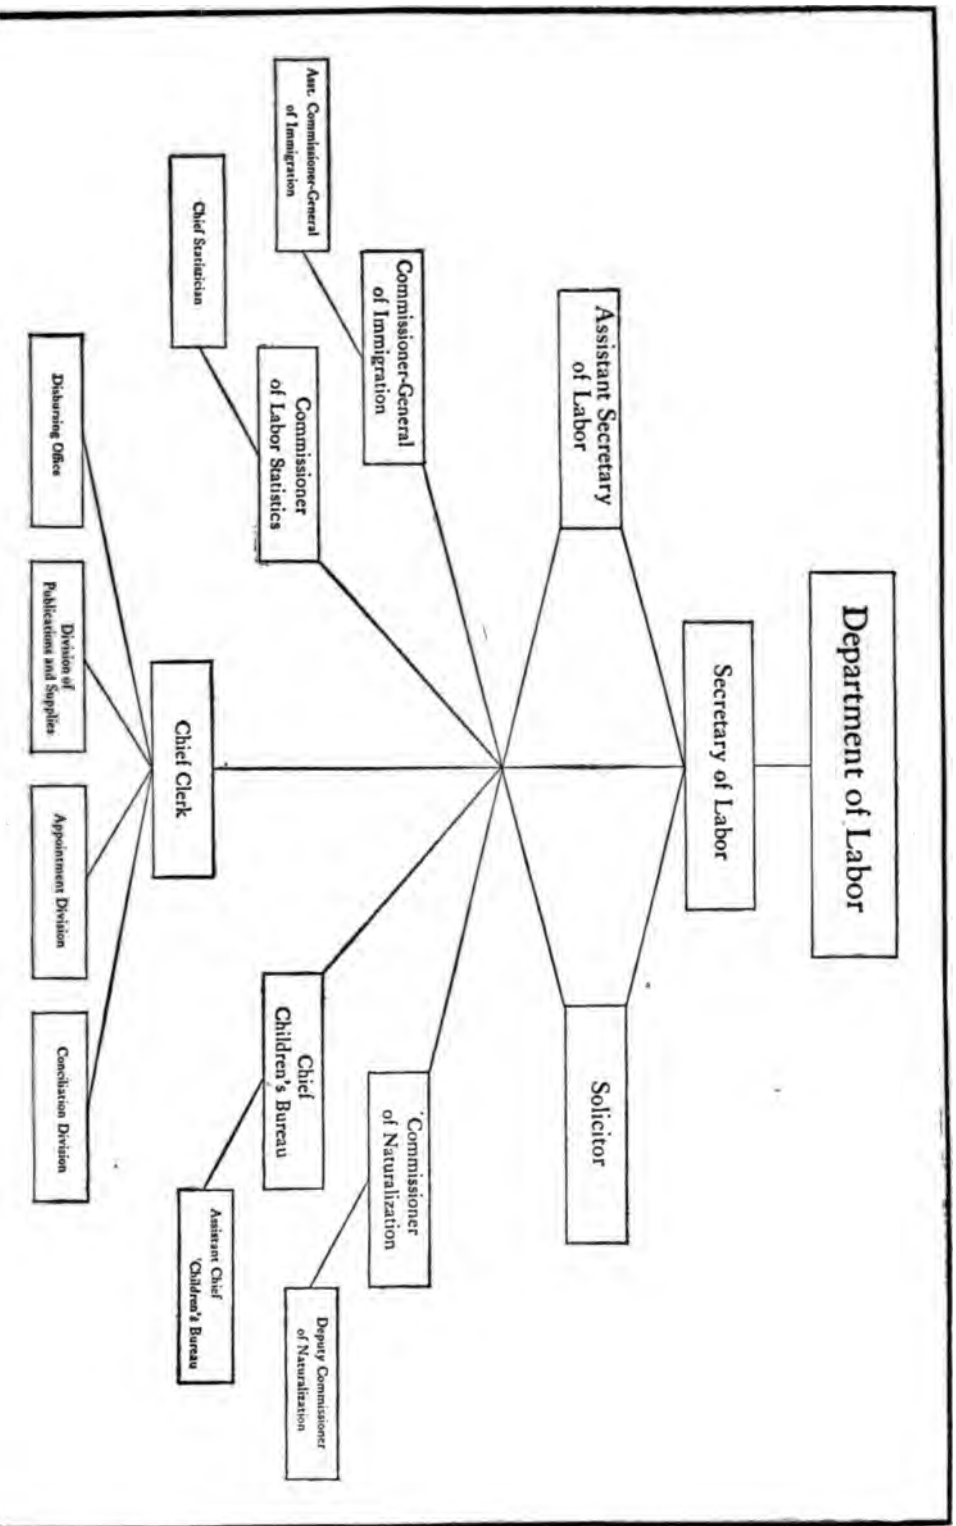 Department of Labor
Secretary of Labor
Assistant Secretary
of Labor
Solicitor
Commissioner-General
of Immigration
Commissioner
of Naturalization
Asst. Commissioner-General
of Immigration
Deputy Commissioner
of Naturalization
Commissioner
of Labor Statistics
Chief
Children's Bureau
Chief Statistician
Assistant Chief
Children's Bureau
Chief Clerk
Disbursing Office
Division of
Publications and Supplies
Appointment Division
Conciliation Division